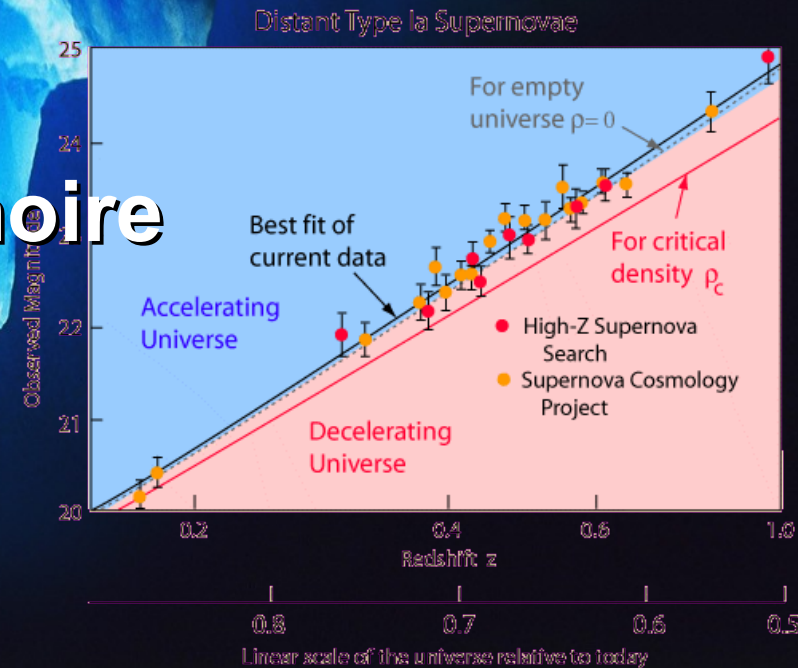 Distant Type Ia Supernovae
25
For empty
universe ρ=0
24
oire
Best fit of
current data
For critical
density ρc
Accelerating
Universe
22
High-Z Supernova
Search
Supernova Cosmology
Project
21
Decelerating
Universe
20
0.2 0.4 0.6 1.0
Redshift z
0.8 0.7 0.6 0.5
Linear scale of the universe relative to today